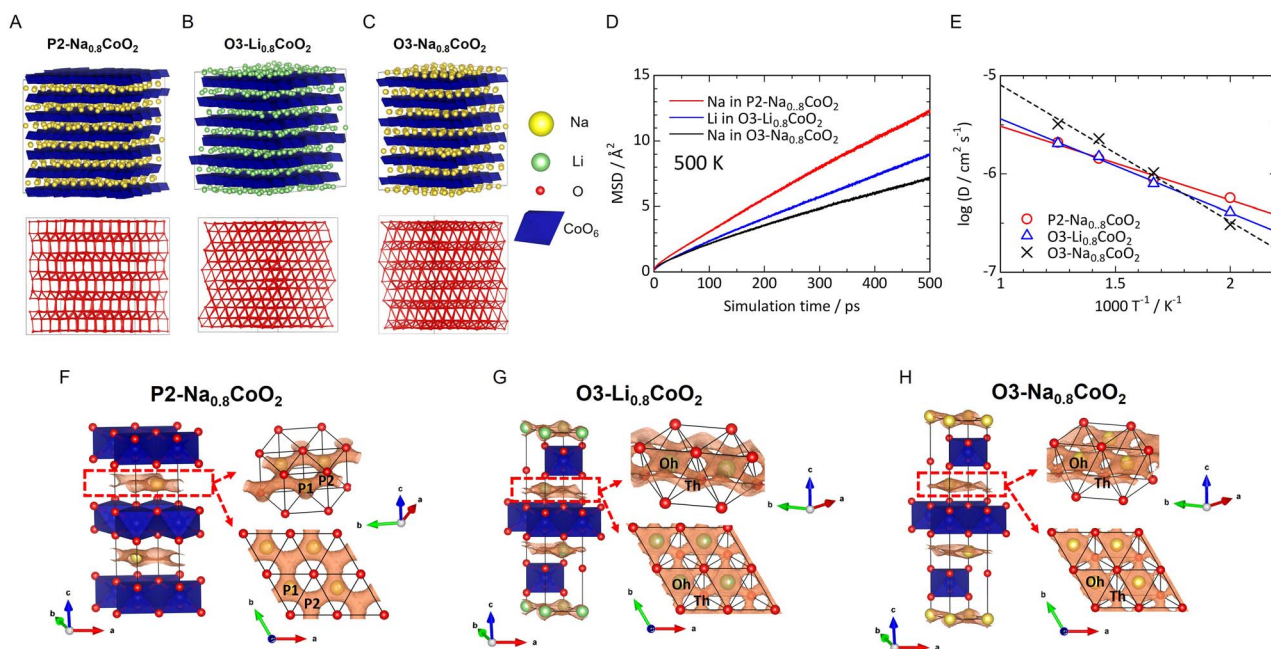 A
B
C
D
E
P2-Na0.8CoO2
O3-Li0.8CoO2
O3-Na0.8CoO2
Na
Li
O
CoO6
15
10
5
0
MSD / Å2
Na in P2-Na0..8CoO2
Li in O3-Li0.8CoO2
Na in O3-Na0.8CoO2
500 K
0
100
200
300
400
500
Simulation time / ps
-5
-6
-7
log (D / cm2 s-1)
P2-Na0..8CoO2
O3-Li0.8CoO2
O3-Na0.8CoO2
1
1.5
2
1000 T-1 / K-1
F
P2-Na0.8CoO2
P1
P2
c
b
a
P1
P2
c
b
a
b
a
G
O3-Li0.8CoO2
Oh
Th
c
b
a
Oh
Th
c
b
a
b
a
H
O3-Na0.8CoO2
Oh
Th
c
b
a
Oh
Th
c
b
a
b
a